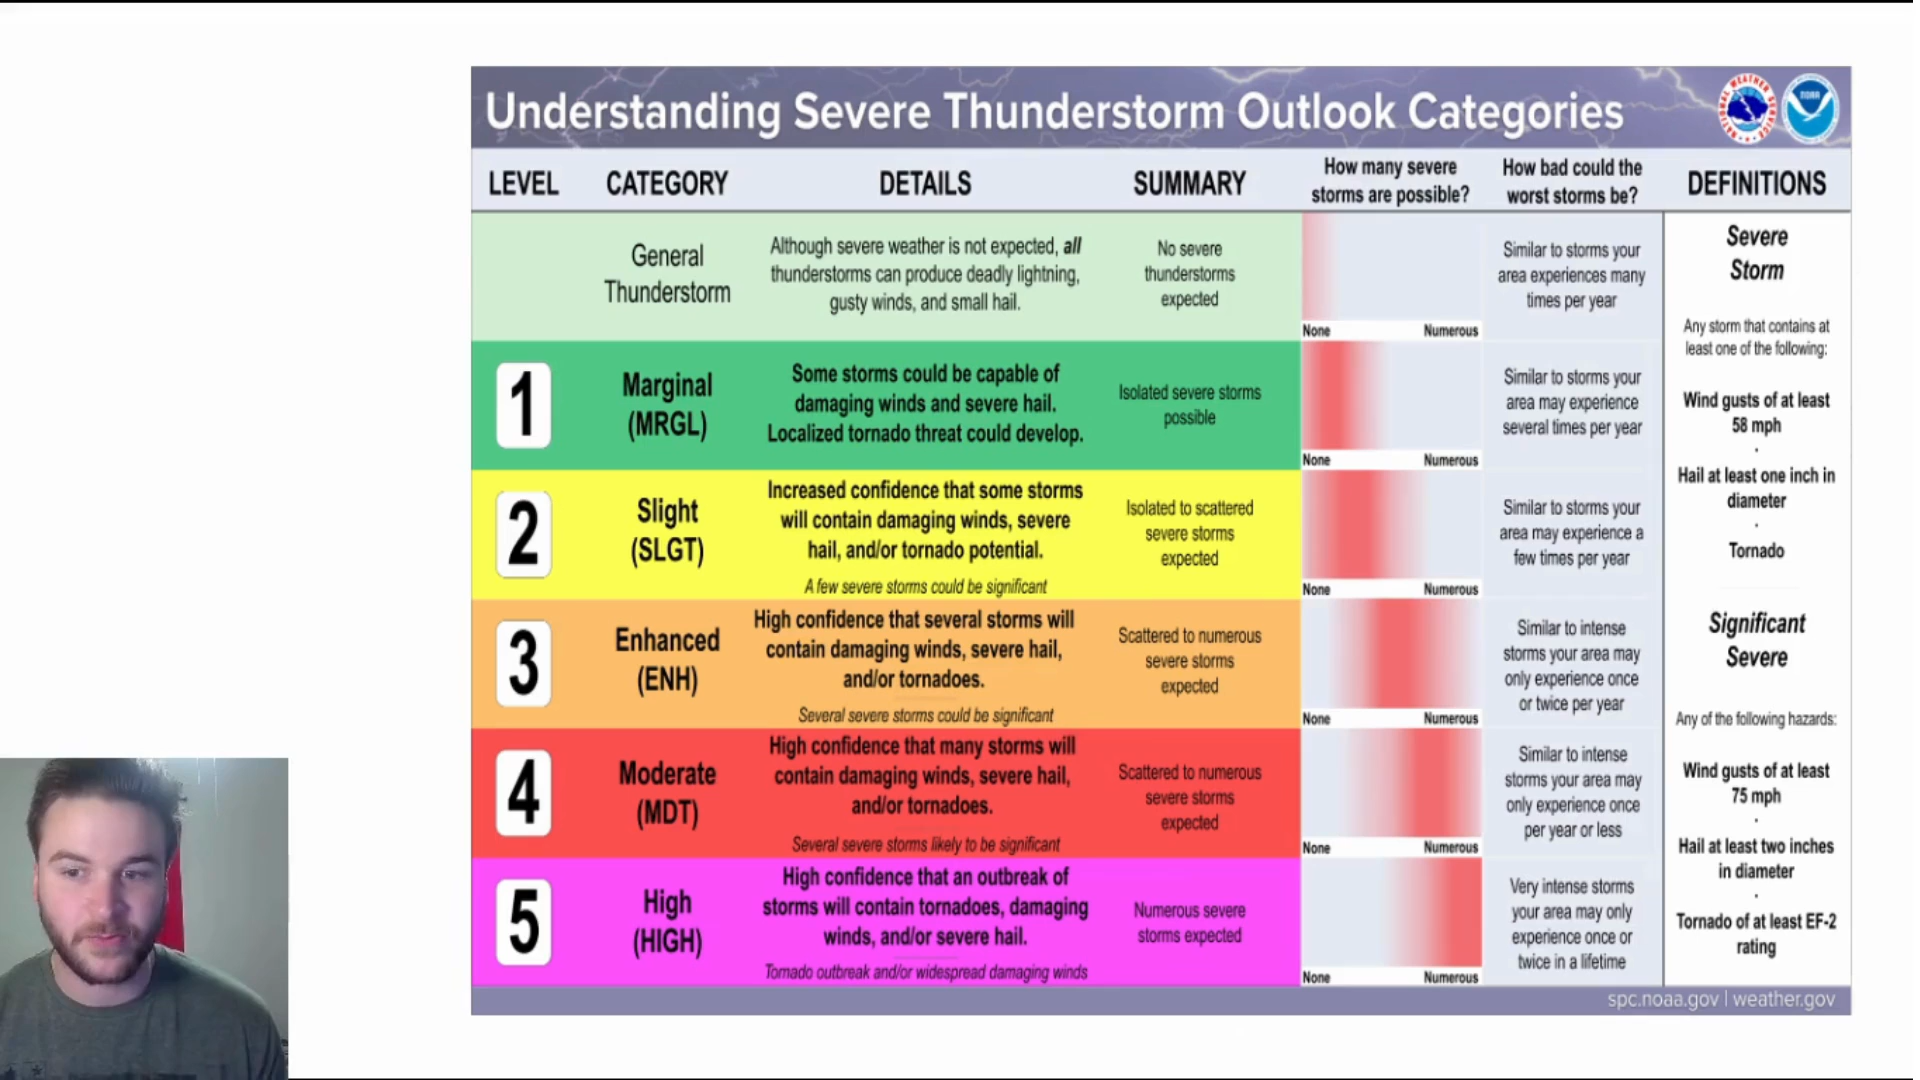 Understanding Severe Thunderstorm Outlook Categories
LEVEL
CATEGORY
DETAILS
SUMMARY
How many severe
storms are possible?
How bad could the
worst storms be?
DEFINITIONS
General
Thunderstorm
Although severe weather is not expected, all
thunderstorms can produce deadly lightning,
gusty winds, and small hail.
No severe
thunderstorms
expected
None
Numerous
Similar to storms your
area experiences many
times per year
1
Marginal
(MRGL)
Some storms could be capable of
damaging winds and severe hail.
Localized tornado threat could develop.
Isolated severe storms
possible
None
Numerous
Similar to storms your
area may experience
several times per year
2
Slight
(SLGT)
Increased confidence that some storms
will contain damaging winds, severe
hail, and/or tornado potential.
A few severe storms could be significant
Isolated to scattered
severe storms
expected
None
Numerous
Similar to storms your
area may experience a
few times per year
3
Enhanced
(ENH)
High confidence that several storms will
contain damaging winds, severe hail,
and/or tornadoes.
Several severe storms could be significant
Scattered to numerous
severe storms
expected
None
Numerous
Similar to intense
storms your area may
only experience once
or twice per year
4
Moderate
(MDT)
High confidence that many storms will
contain damaging winds, severe hail,
and/or tornadoes.
Several severe storms likely to be significant
Scattered to numerous
severe storms
expected
None
Numerous
Similar to intense
storms your area may
only experience once
per year or less
5
High
(HIGH)
High confidence that an outbreak of
storms will contain tornadoes, damaging
winds, and/or severe hail.
Tornado outbreak and/or widespread damaging winds
Numerous severe
storms expected
None
Numerous
Very intense storms
your area may only
experience once or
twice in a lifetime
Severe
Storm
Any storm that contains at
least one of the following:
Wind gusts of at least
58 mph
Hail at least one inch in
diameter
Tornado
Significant
Severe
Any of the following hazards:
Wind gusts of at least
75 mph
Hail at least two inches
in diameter
Tornado of at least EF-2
rating
NOAA
spc.noaa.gov | weather.gov